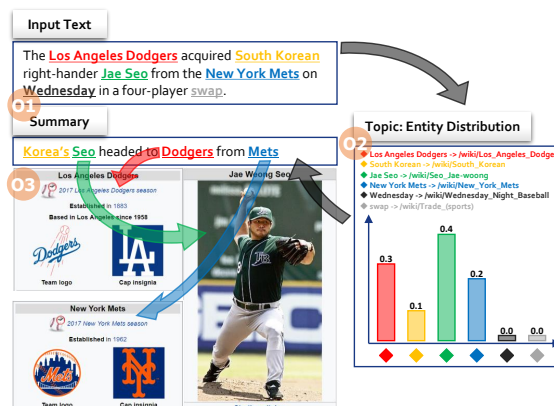 Input Text
The Los Angeles Dodgers acquired South Korean
right-hander Jae Seo from the New York Mets on
Wednesday in a four-player swap.
01
Summary
Korea's Seo headed to Dodgers from Mets
02
Topic: Entity Distribution
Los Angeles Dodgers -> /wiki/Los_Angeles_Dodge
South Korean -> /wiki/South_Korean
Jae Seo -> /wiki/Seo_Jae-woong
New York Mets -> /wiki/New_York_Mets
Wednesday -> /wiki/Wednesday_Night_Baseball
swap -> /wiki/Trade_(sports)
0.3
0.1
0.4
0.2
0.0
0.0
03
Los Angeles Dodgers
2017 Los Angeles Dodgers season
Established in 1883
Based in Los Angeles since 1958
Dodgers
LA
Team logo
Cap insignia
New York Mets
2017 New York Mets season
Established in 1962
Mets
NY
Team logo
Cap insignia
Jae Woong Seo